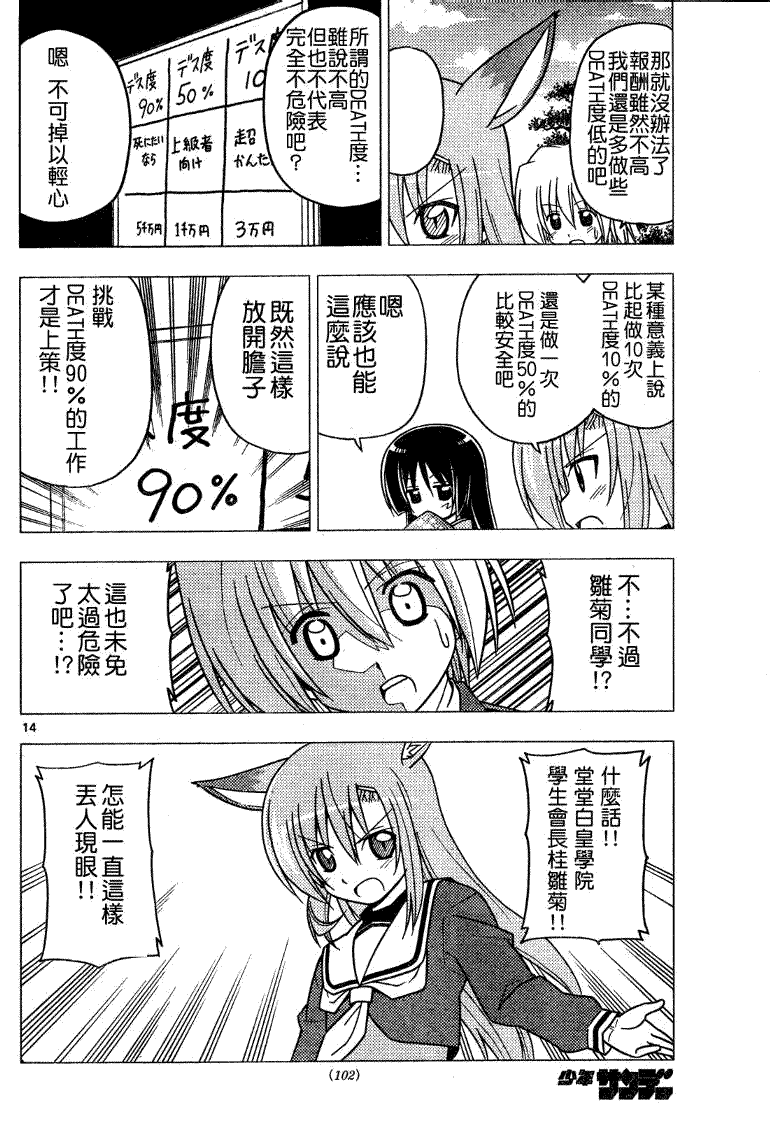 那就沒辦法了
報酬雖然不高
我們還是多做些
DEATH度低的吧
所謂的DEATH度…
雖說不高
但也不代表
完全不危險吧?
デス度
10
デス度
50%
デス度
90%
超
かんた
上級者
向け
死にたい
なら
3万円
1千万円
5千万円
嗯 不可掉以輕心
某種意義上說
比起做10次
DEATH度10%的
還是做一次
DEATH度50%的
比較安全吧
嗯
應該也能
這麼說
既然這樣
放開膽子
挑戰
DEATH度90%的工作
才是上策!!
度
90%
不…不過
雛菊同學!?
這也未免
太過危險
了吧…!?
14
什麼話!!
堂堂白皇學院
學生會長桂雛菊!!
怎能一直這樣
丟人現眼!!
(102)
少年サンデー